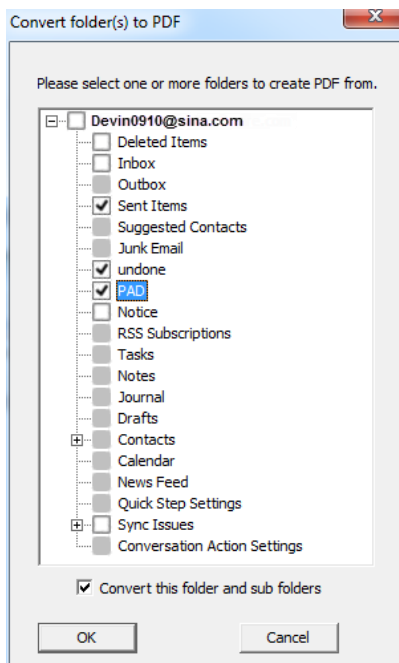 Convert folder(s) to PDF
Please select one or more folders to create PDF from.
Devin0910@sina.com
Deleted Items
Inbox
Outbox
Sent Items
Suggested Contacts
Junk Email
undone
PAD
Notice
RSS Subscriptions
Tasks
Notes
Journal
Drafts
Contacts
Calendar
News Feed
Quick Step Settings
Sync Issues
Conversation Action Settings
Convert this folder and sub folders
OK Cancel